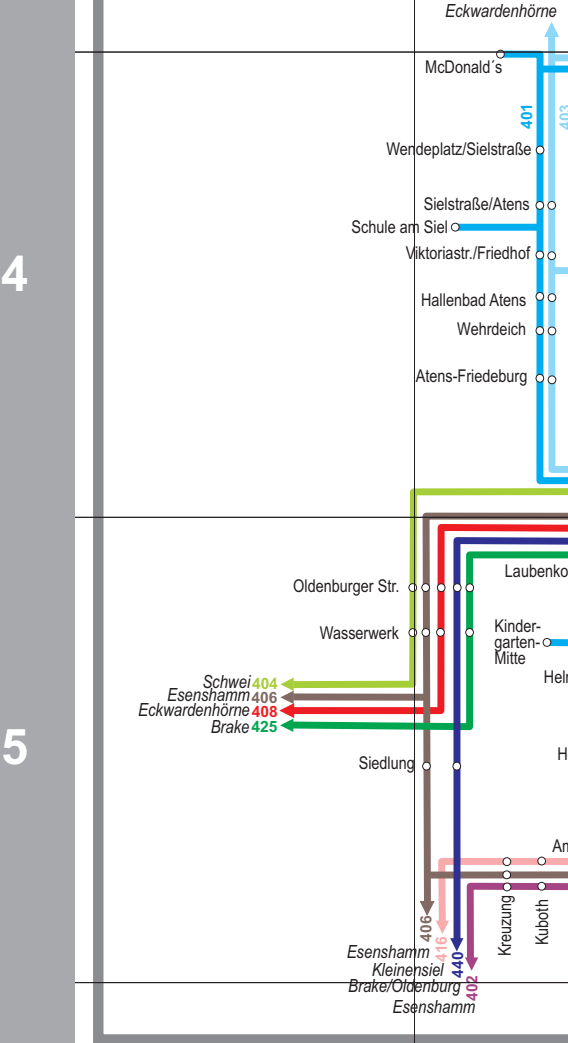 Eckwardenhörne
McDonald´s
401
403
Wendeplatz/Sielstraße
Sielstraße/Atens
Schule am Siel
Viktoriastr./Friedhof
4
Hallenbad Atens
Wehrdeich
Atens-Friedeburg
Laubenko
Oldenburger Str.
Kinder-
garten-
Mitte
Wasserwerk
Helm
Schwei 404
Esenshamm 406
Eckwardenhörne 408
Brake 425
5
H
Siedlung
An
Kreuzung
Kuboth
406
416
440
402
Esenshamm
Kleinensiel
Brake/Oldenburg
Esenshamm